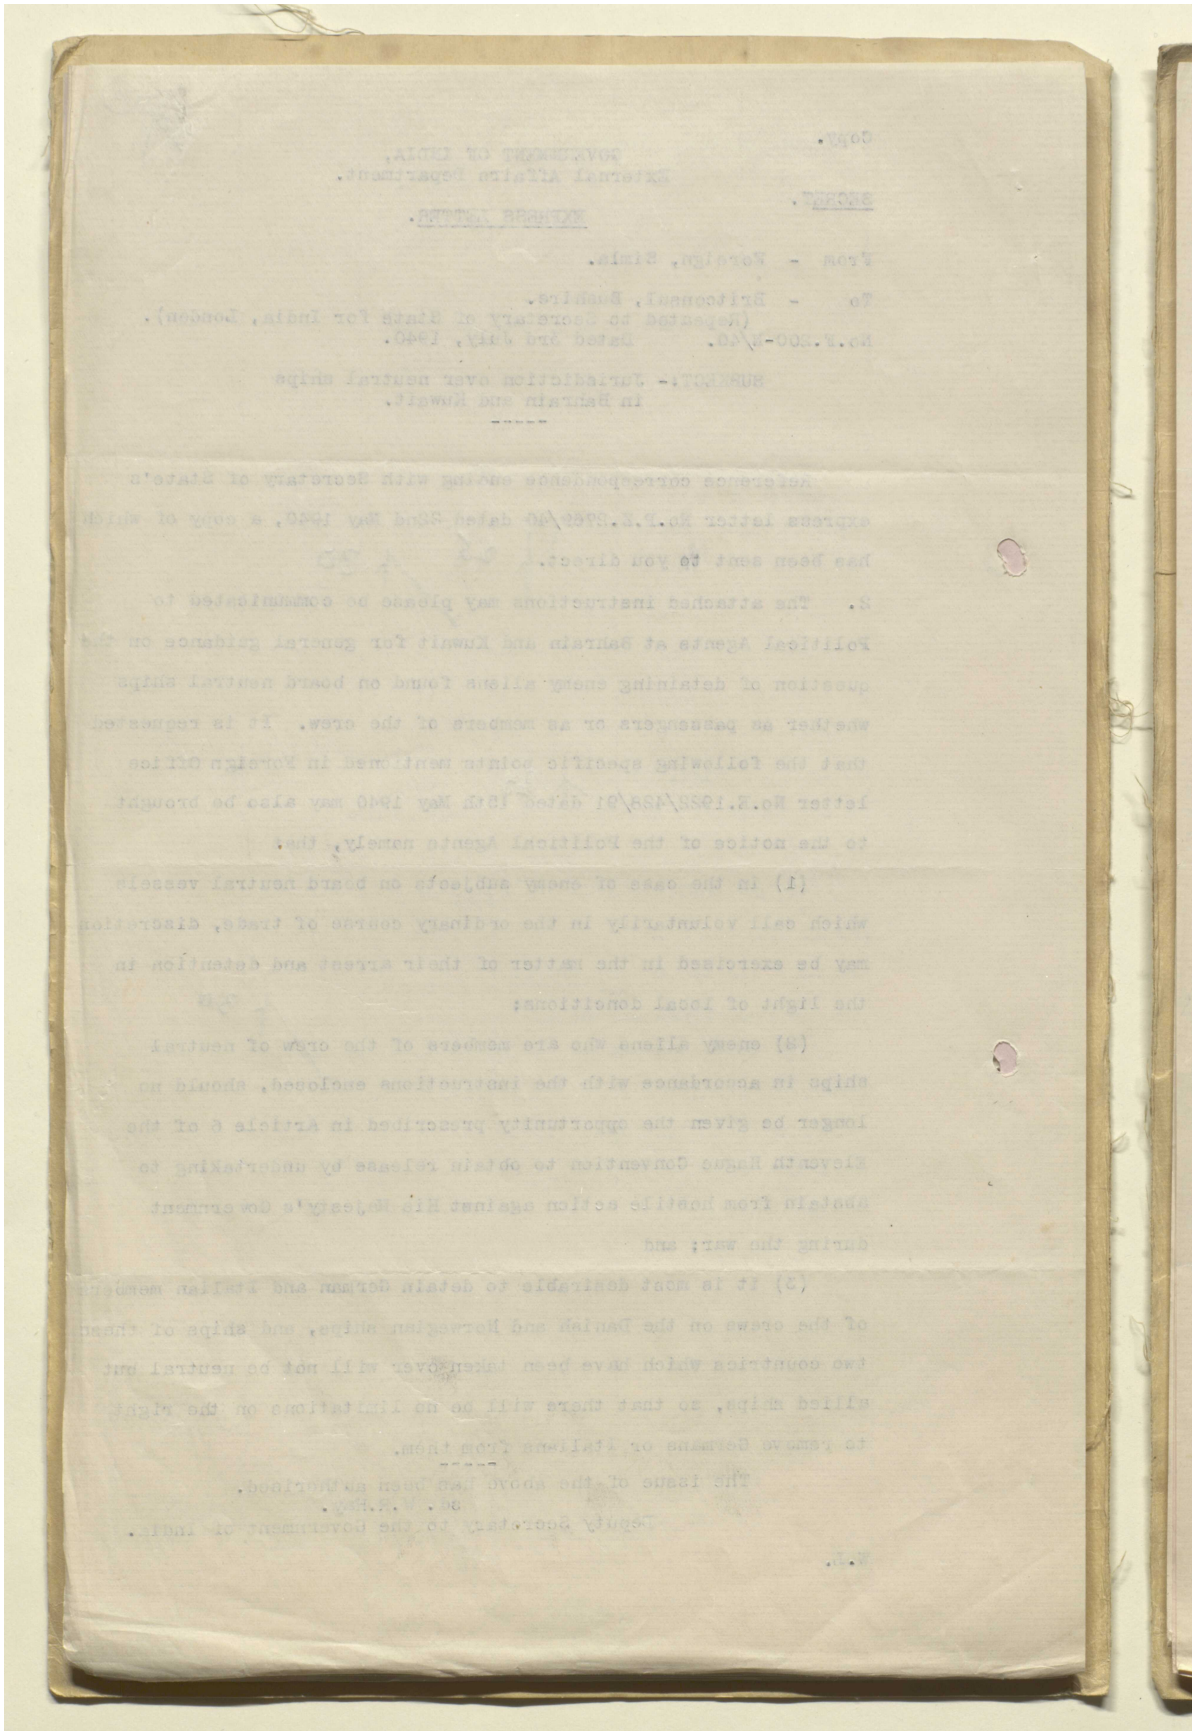 Copy.
GOVERNMENT OF INDIA,
External Affairs Department.
SECRET.
EXPRESS LETTER.
From - Foreign, Simla.
To - Britconsul, Bushire.
(Repeated to Secretary of State for India, London).
Dated 3rd July, 1940.
SUBJECT:- Jurisdiction over neutral ships
in Bahrain and Kuwait.
-----
Reference correspondence ending with Secretary of State's
express letter No.P.Z.2769/40 dated 22nd May 1940, a copy of which
has been sent to you direct.
2. The attached instructions may please be communicated to
Political Agents at Bahrain and Kuwait for general guidance on the
question of detaining enemy aliens found on board neutral ships
whether as passengers or as members of the crew. It is requested
that the following specific points mentioned in Foreign Office
letter dated 15th May 1940 may also be brought
to the notice of the Political Agents namely, that
(1) in the case of enemy subjects on board neutral vessels
which call voluntarily in the ordinary course of trade, discretion
may be exercised in the matter of their arrest and detention in
the light of local conditions;
(2) enemy aliens who are members of the crew of neutral
ships in accordance with the instructions enclosed, should no
longer be given the opportunity prescribed in Article 6 of the
Eleventh Hague Convention to obtain release by undertaking to
abstain from hostile action against His Majesty's Government
during the war; and
(3) it is most desirable to detain German and Italian members
of the crews on the Danish and Norwegian ships, and ships of these
two countries which have been taken over will not be neutral but
allied ships, so that there will be no limitations on the right
to remove Germans or Italians from them.
-----
The issue of the above has been authorised.
sd. W.R.Hay.
Deputy Secretary to the Government of India.
W.L.